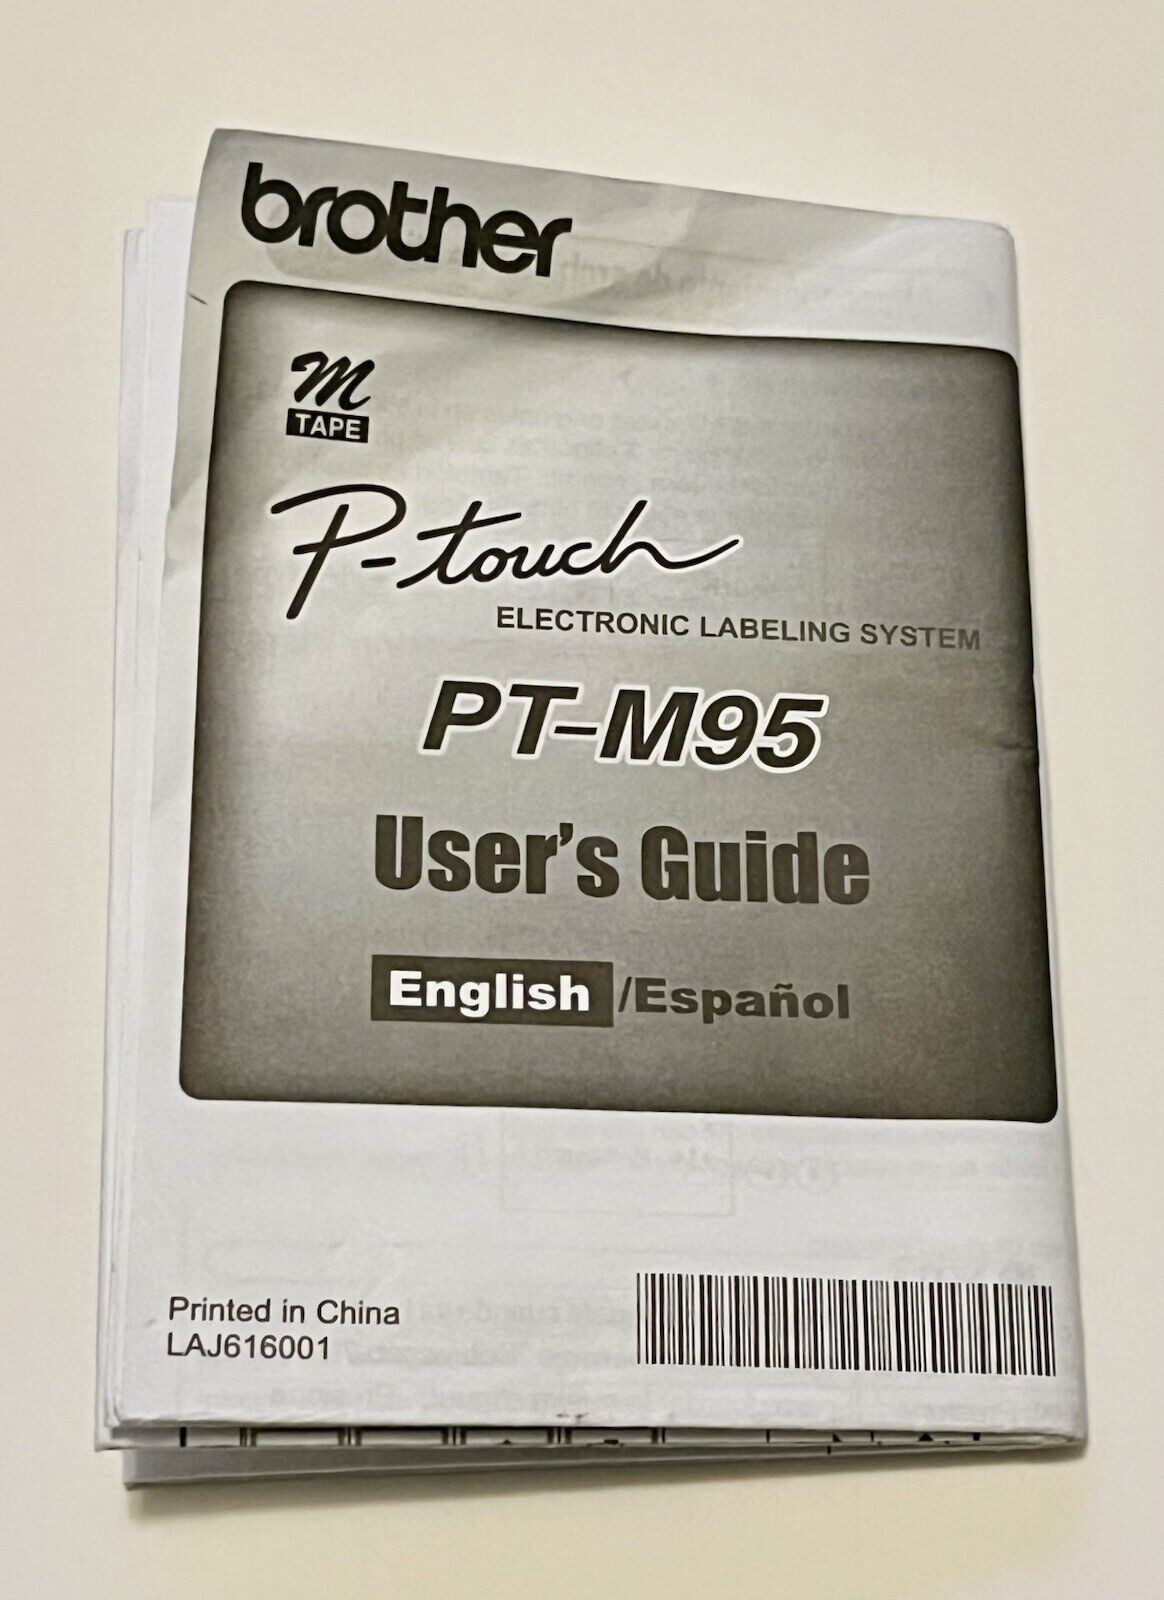 brother
M
TAPE
P-touch
ELECTRONIC LABELING SYSTEM
PT-M95
User's Guide
English/Español
Printed in China
LAJ616001